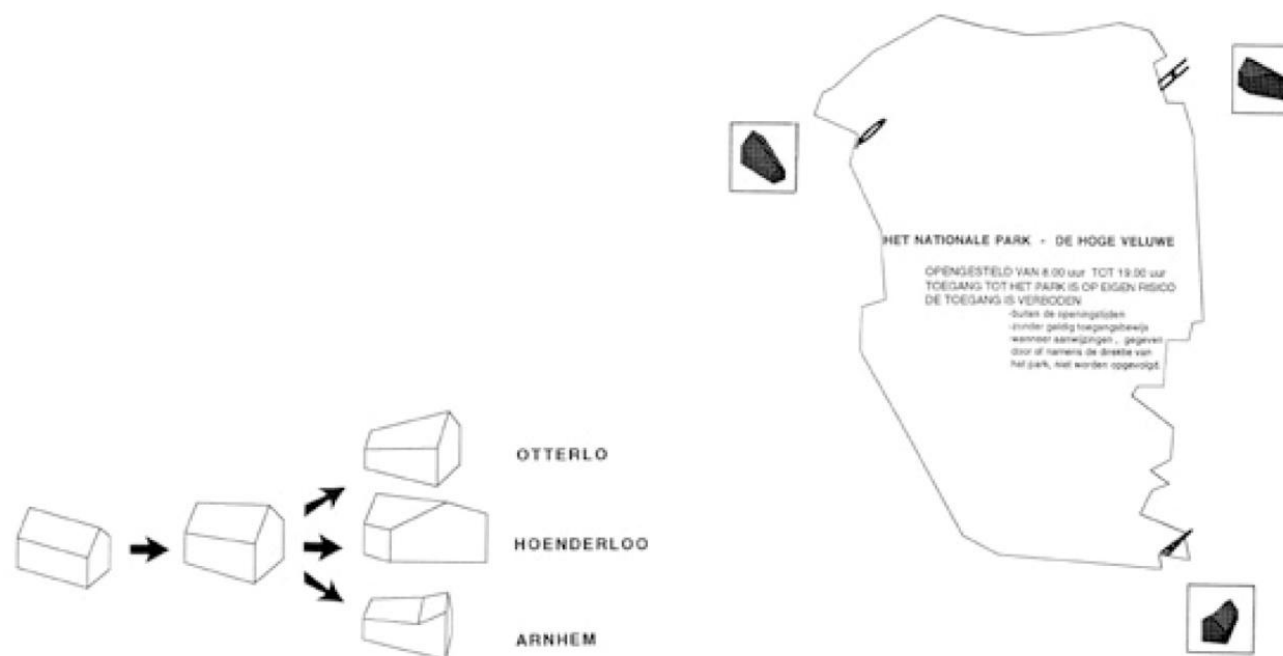 HET NATIONALE PARK - DE HOGE VELUWE
OPENGESTELD VAN 8.00 uur TOT 19.00 uur
TOEGANG TOT HET PARK IS OP EIGEN RISICO
DE TOEGANG IS VERBODEN
-buiten de openingstijden
-zonder geldig toegangsbewijs
-wanneer aanwijzingen, gegeven
door of namens de direktie van
het park, niet worden opgevolgd.
OTTERLO
HOENDERLOO
ARNHEM